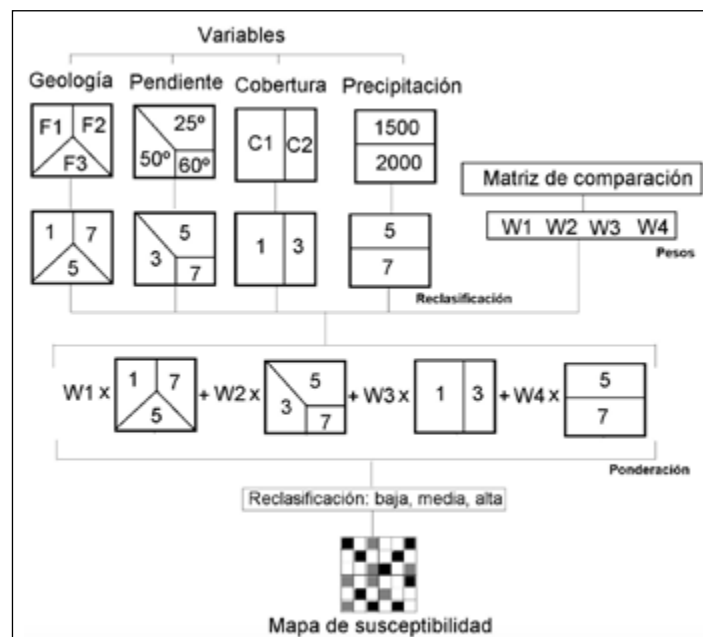 Variables
Geología Pendiente Cobertura Precipitación
F1 F2 F3
25º 50º 60º
C1 C2
1500
2000
Matriz de comparación
W1 W2 W3 W4
Pesos
1 7 5
5 3 7
1 3
5
7
Reclasificación
W1 x 1 7 5 + W2 x 5 3 7 + W3 x 1 3 + W4 x 5 7
Ponderación
Reclasificación: baja, media, alta
Mapa de susceptibilidad